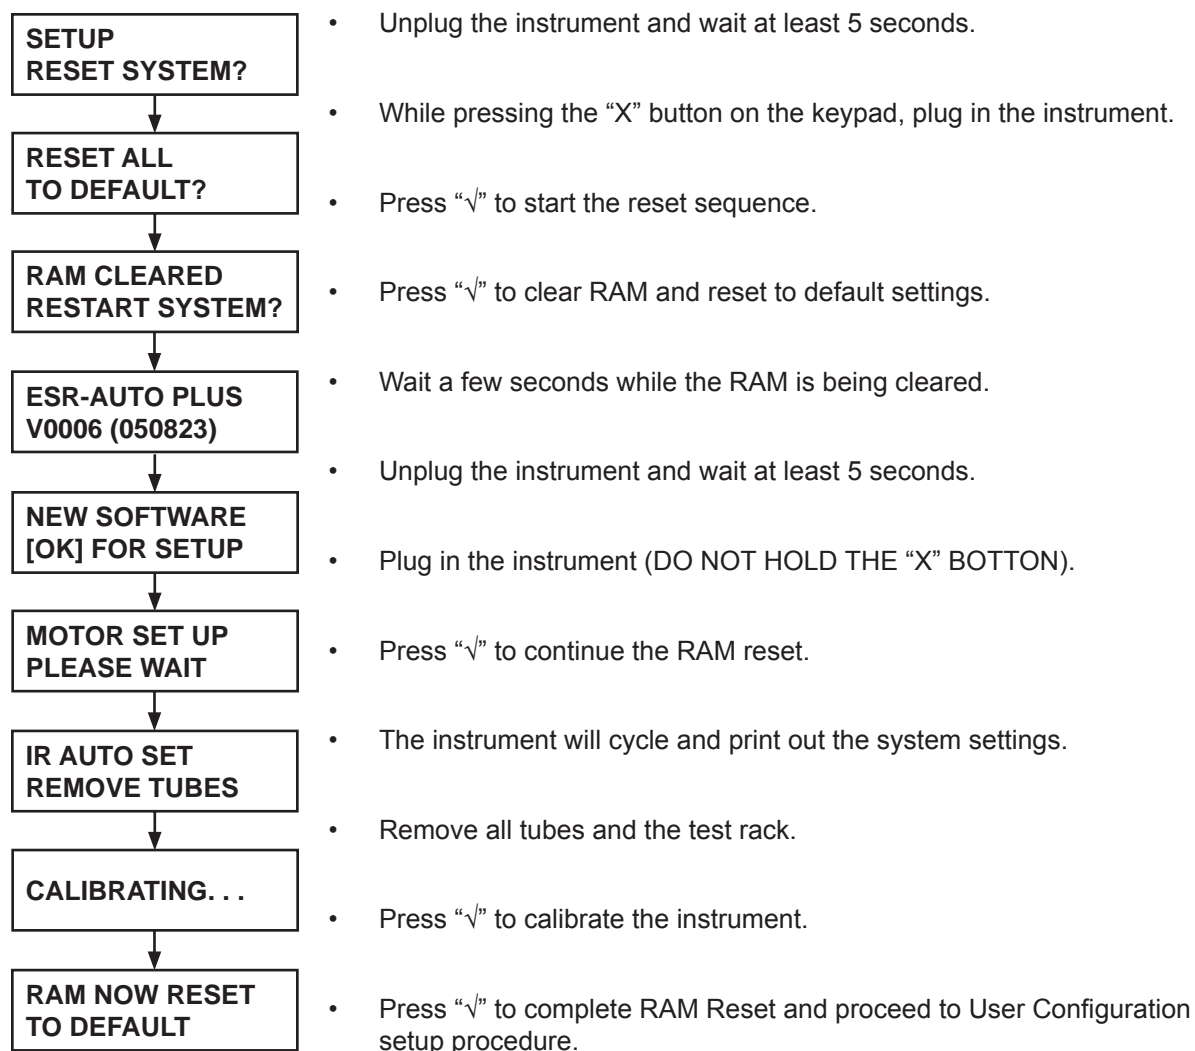 SETUP
RESET SYSTEM?
RESET ALL
TO DEFAULT?
RAM CLEARED
RESTART SYSTEM?
ESR-AUTO PLUS
V0006 (050823)
NEW SOFTWARE
[OK] FOR SETUP
MOTOR SET UP
PLEASE WAIT
IR AUTO SET
REMOVE TUBES
CALIBRATING. . .
RAM NOW RESET
TO DEFAULT
• Unplug the instrument and wait at least 5 seconds.
• While pressing the “X” button on the keypad, plug in the instrument.
• Press “√” to start the reset sequence.
• Press “√” to clear RAM and reset to default settings.
• Wait a few seconds while the RAM is being cleared.
• Unplug the instrument and wait at least 5 seconds.
• Plug in the instrument (DO NOT HOLD THE “X” BOTTON).
• Press “√” to continue the RAM reset.
• The instrument will cycle and print out the system settings.
• Remove all tubes and the test rack.
• Press “√” to calibrate the instrument.
• Press “√” to complete RAM Reset and proceed to User Configuration
setup procedure.